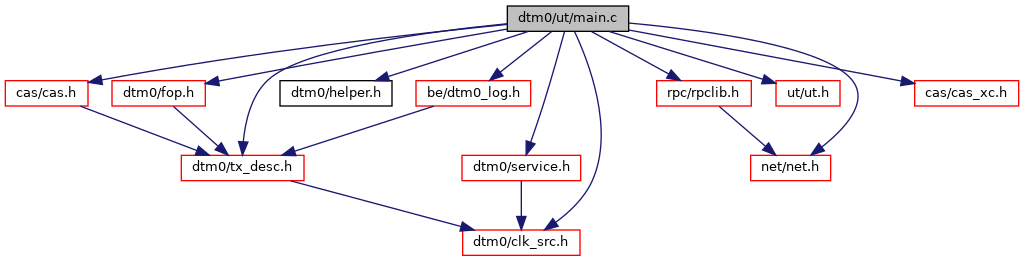 dtm0/ut/main.c
cas/cas.h
dtm0/fop.h
dtm0/helper.h
be/dtm0_log.h
rpc/rpclib.h
ut/ut.h
cas/cas_xc.h
dtm0/tx_desc.h
dtm0/service.h
net/net.h
dtm0/clk_src.h